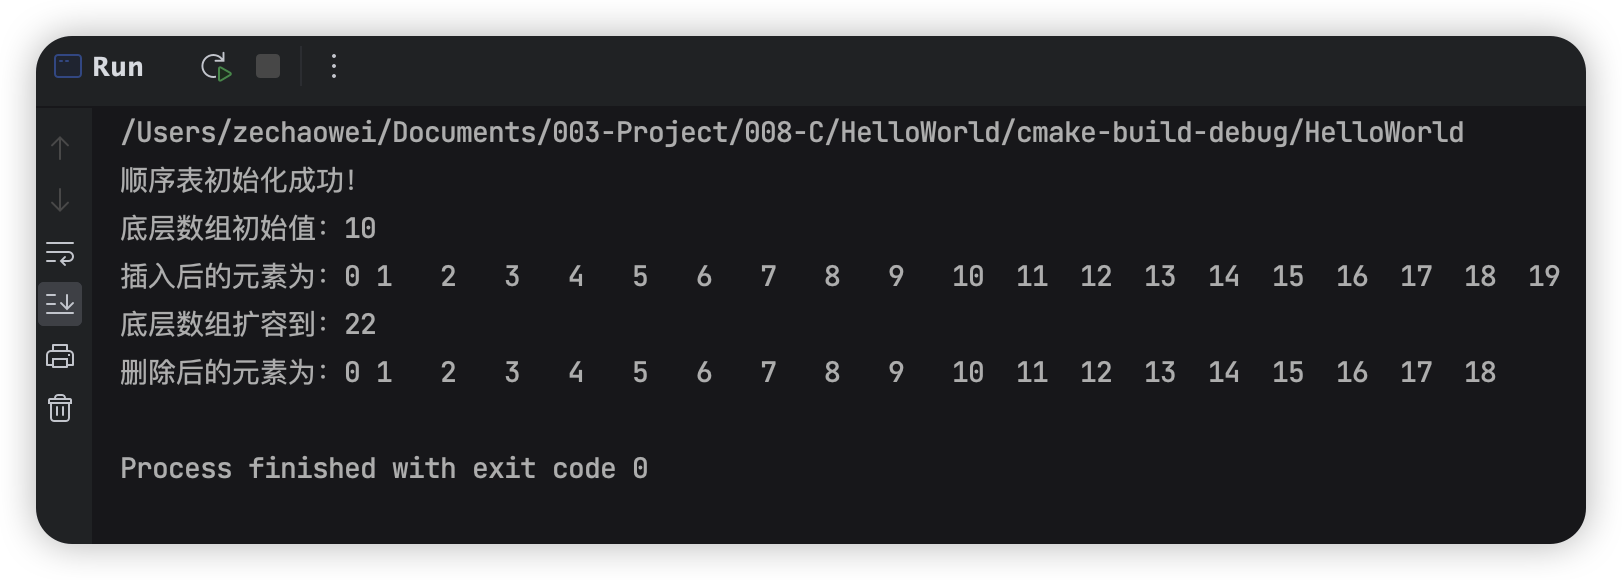 Run
/Users/zechaowei/Documents/003-Project/008-C/HelloWorld/cmake-build-debug/HelloWorld
顺序表初始化成功！
底层数组初始值：10
插入后的元素为：0 1   2   3   4   5   6   7   8   9   10  11  12  13  14  15  16  17  18  19
底层数组扩容到：22
删除后的元素为：0 1   2   3   4   5   6   7   8   9   10  11  12  13  14  15  16  17  18
Process finished with exit code 0